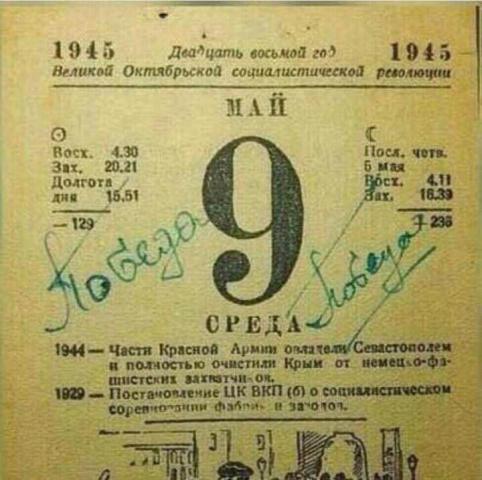 1945 Двадцать восьмой год 1945
Великой Октябрьской социалистической революции
МАЙ
Восх. 4.30
Зах. 20.21
Долгота
дня 15.51
— 129
9
Посл. четв.
6 мая
Восх. 4.11
Зах. 16.39
236
Победа
Победа
СРЕДА
1944 — Части Красной Армии овладели Севастополем
и полностью очистили Крым от немецко-фа-
шистских захватчиков.
1929 — Постановление ЦК ВКП (б) о социалистическом
соревновании фабрик и заводов.